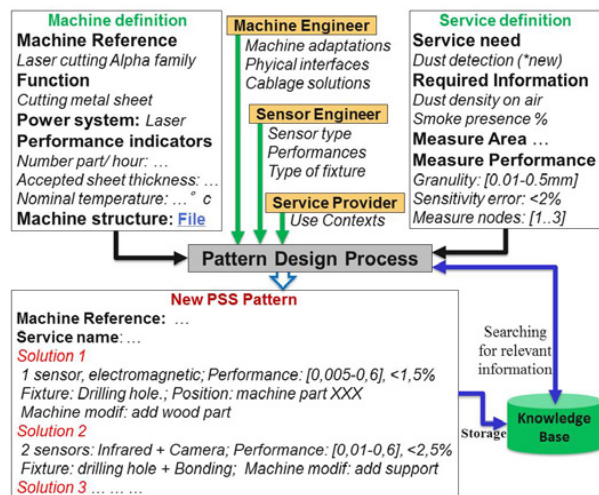 Machine definition
Machine Reference
Laser cutting Alpha family
Function
Cutting metal sheet
Power system: Laser
Performance indicators
Number part/ hour: ...
Accepted sheet thickness: ...
Nominal temperature: ...° c
Machine structure: File
Machine Engineer
Machine adaptations
Phyical interfaces
Cablage solutions
Sensor Engineer
Sensor type
Performances
Type of fixture
Service Provider
Use Contexts
Service definition
Service need
Dust detection (*new)
Required Information
Dust density on air
Smoke presence %
Measure Area ...
Measure Performance
Granulity: [0.01-0.5mm]
Sensitivity error: <2%
Measure nodes: [1..3]
Pattern Design Process
New PSS Pattern
Machine Reference: ...
Service name: ...
Solution 1
1 sensor, electromagnetic; Performance: [0,005-0,6], <1,5%
Fixture: Drilling hole.; Position: machine part XXX
Machine modif: add wood part
Solution 2
2 sensors: Infrared + Camera; Performance: [0,01-0,6], <2,5%
Fixture: drilling hole + Bonding; Machine modif: add support
Solution 3 ... ... ...
Searching
for relevant
information
Storage
Knowledge
Base